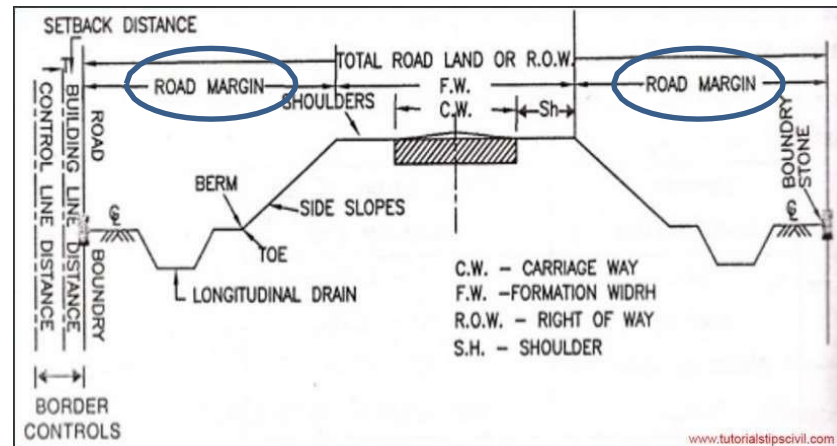 SETBACK DISTANCE
TOTAL ROAD LAND OR R.O.W.
ROAD MARGIN
F.W.
ROAD MARGIN
SHOULDERS
C.W.
Sh
CONTROL LINE DISTANCE
BUILDING LINE DISTANCE
ROAD BOUNDRY
BOUNDRY
STONE
BERM
SIDE SLOPES
TOE
LONGITUDINAL DRAIN
C.W. - CARRIAGE WAY
F.W. -FORMATION WIDRH
R.O.W. - RIGHT OF WAY
S.H. - SHOULDER
BORDER
CONTROLS
www.tutorialstipscivil.com